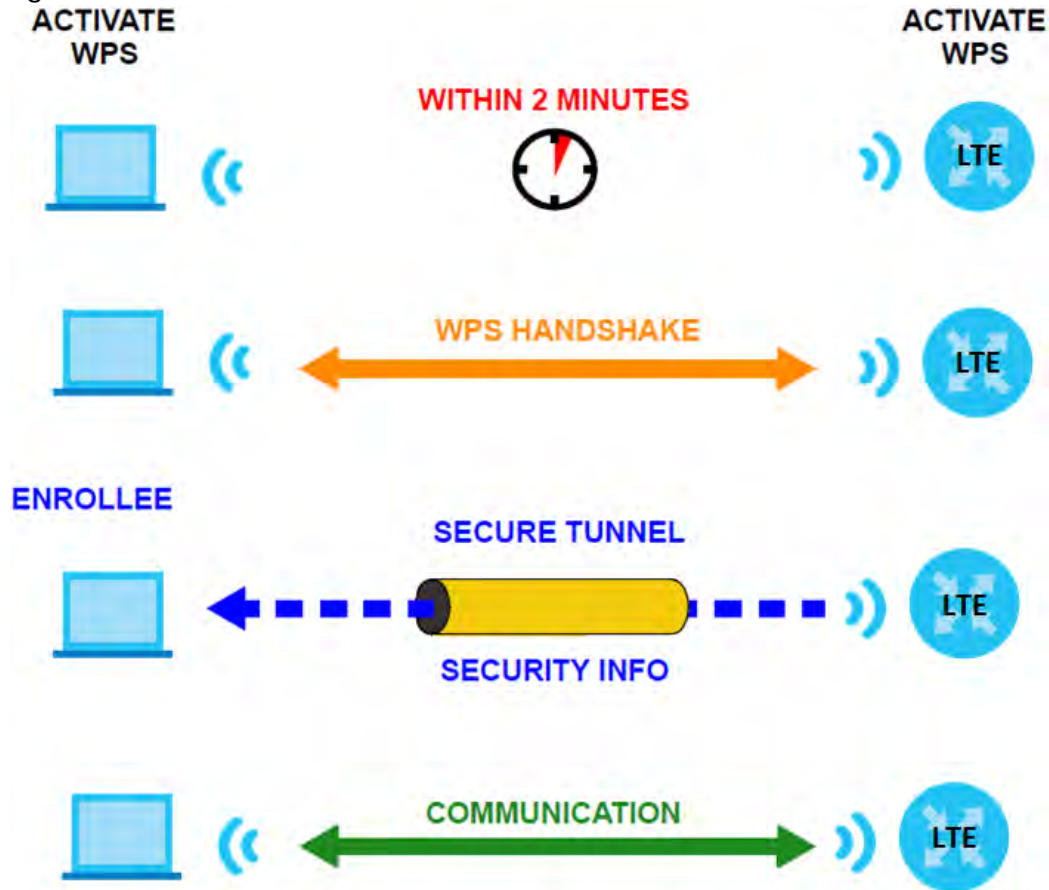 ACTIVATE
WPS
ACTIVATE
WPS
WITHIN 2 MINUTES
LTE
WPS HANDSHAKE
LTE
ENROLLEE
SECURE TUNNEL
LTE
SECURITY INFO
COMMUNICATION
LTE